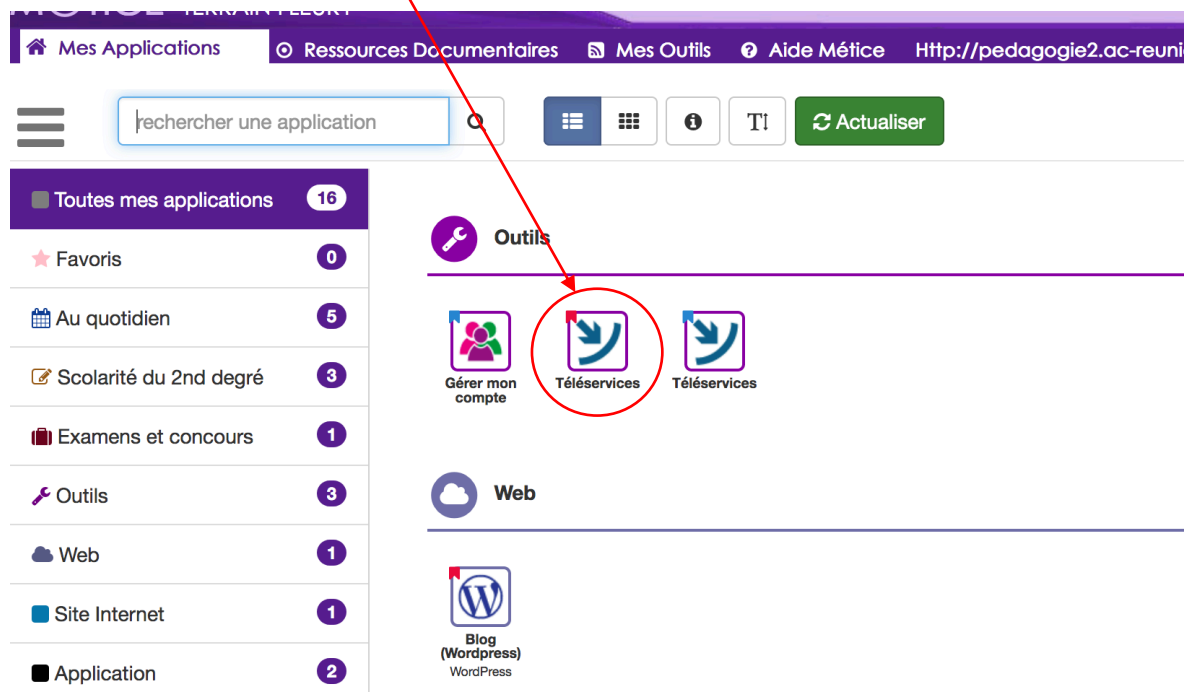 Mes Applications
Ressources Documentaires
Mes Outils
Aide Métice
Http://pedagogie2.ac-reuni
rechercher une application
Actualiser
Toutes mes applications 16
Favoris 0
Au quotidien 5
Scolarité du 2nd degré 3
Examens et concours 1
Outils 3
Web 1
Site Internet 1
Application 2
Outils
Gérer mon
compte
Téléservices
Téléservices
Web
Blog
(Wordpress)
WordPress